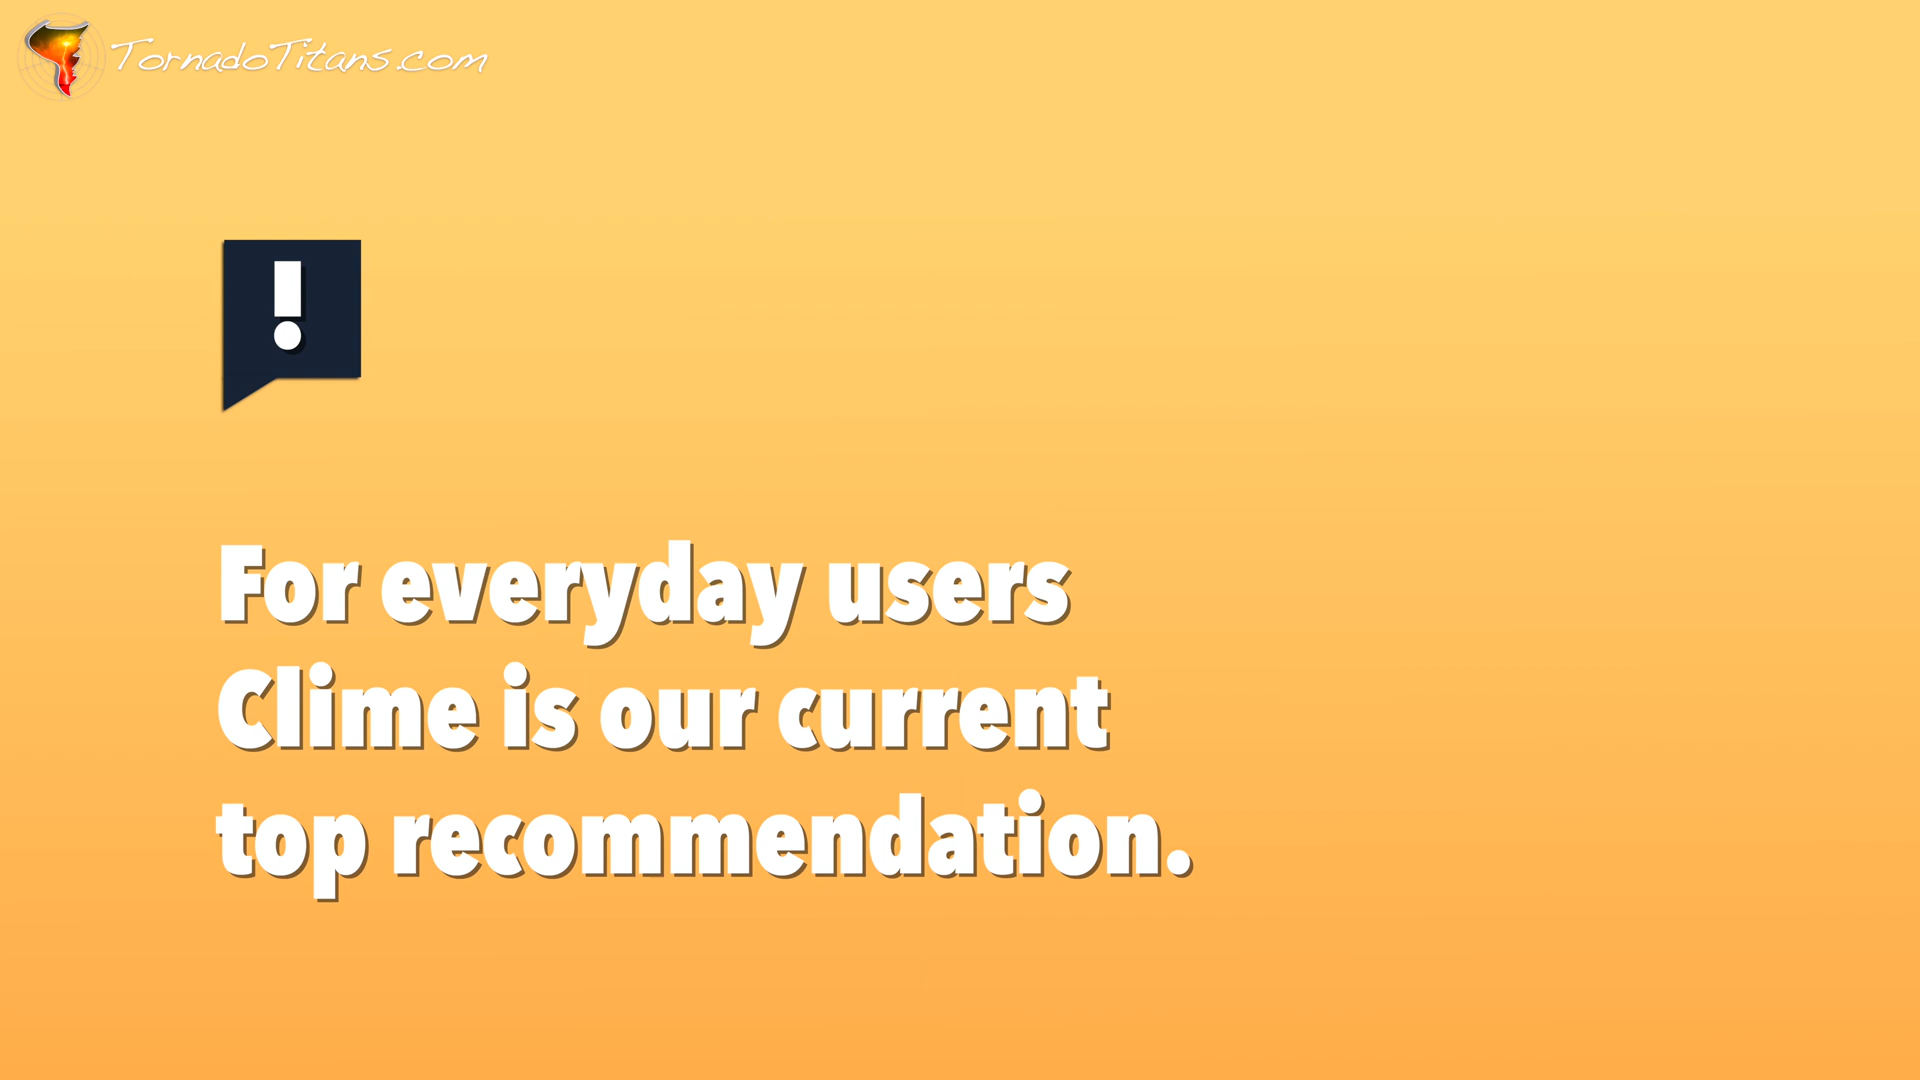 TornadoTitans.com
!
For everyday users
Clime is our current
top recommendation.